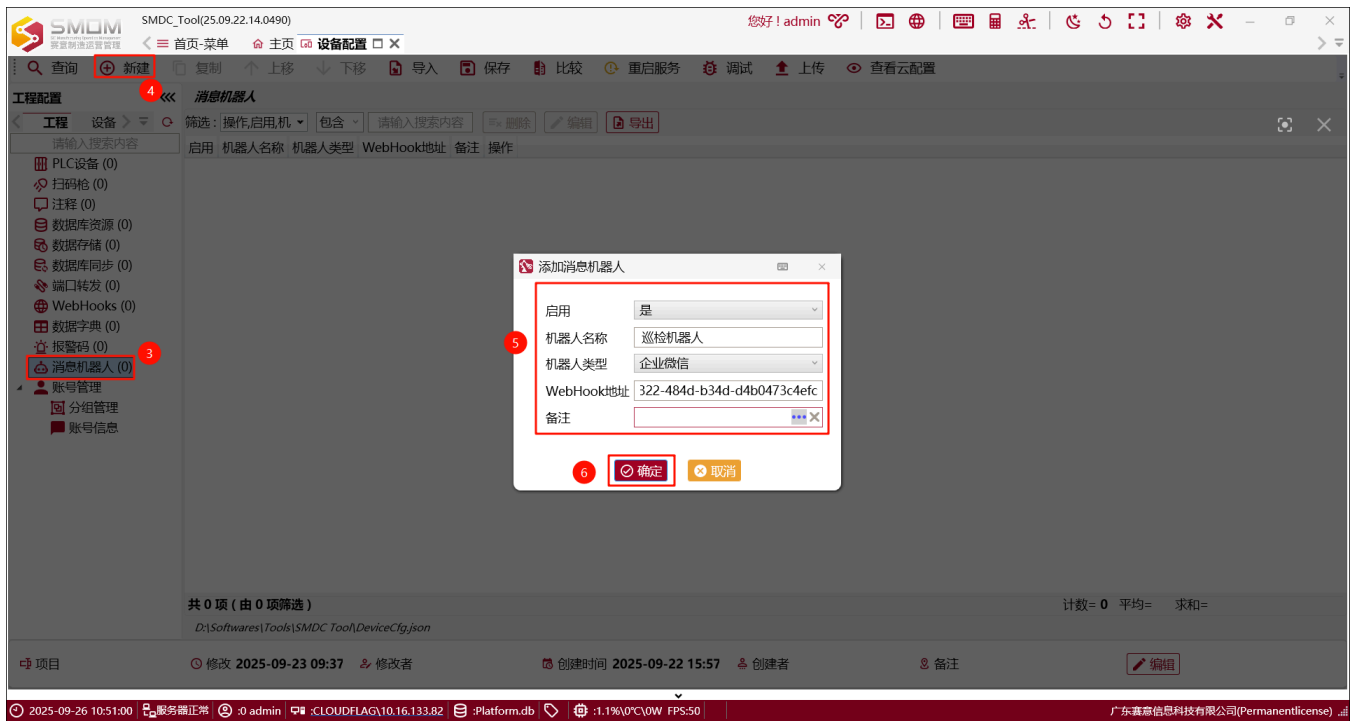 SMDC_Tool(25.09.22.14.0490) 您好！admin
SMOM
赛意制造运营管理 首页-菜单 主页 设备配置
查询 新建 复制 上移 下移 导入 保存 比较 重启服务 调试 上传 查看云配置
4
工程配置 消息机器人
工程 设备 筛选： 操作,启用,机 包含 请输入搜索内容 删除 编辑 导出
请输入搜索内容 启用 机器人名称 机器人类型 WebHook地址 备注 操作
PLC设备 (0)
扫码枪 (0)
注释 (0)
数据库资源 (0)
数据存储 (0)
数据库同步 (0)
端口转发 (0)
WebHooks (0)
数据字典 (0)
报警码 (0)
3
消息机器人 (0)
账号管理
分组管理
账号信息
添加消息机器人
启用 是
5
机器人名称 巡检机器人
机器人类型 企业微信
WebHook地址 322-484d-b34d-d4b0473c4efc
备注
6 确定 取消
共 0 项 ( 由 0 项筛选 ) 计数= 0 平均= 求和=
D:\Softwares\Tools\SMDC Tool\DeviceCfg.json
项目 修改 2025-09-23 09:37 修改者 创建时间 2025-09-22 15:57 创建者 备注 编辑
2025-09-26 10:51:00 服务器正常 :0 admin :CLOUDFLAG\10.16.133.82 :Platform.db :1.1%\0°C\0W FPS:50 广东赛意信息科技有限公司(Permanentlicense)